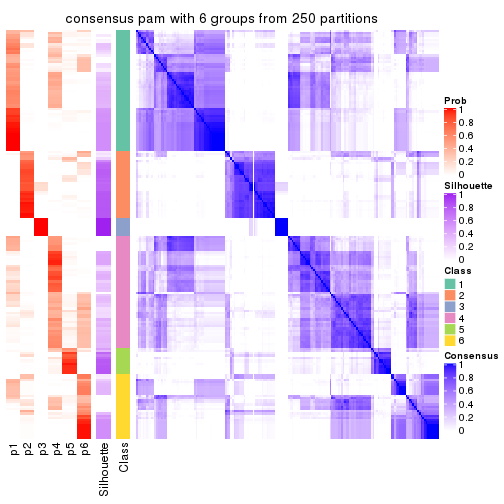 consensus pam with 6 groups from 250 partitions
Prob
1
0.8
0.6
0.4
0.2
0
Silhouette
1
0.8
0.6
0.4
0.2
0
Class
1
2
3
4
5
6
Consensus
1
0.8
0.6
0.4
0.2
0
p1
p2
p3
p4
p5
p6
Silhouette
Class